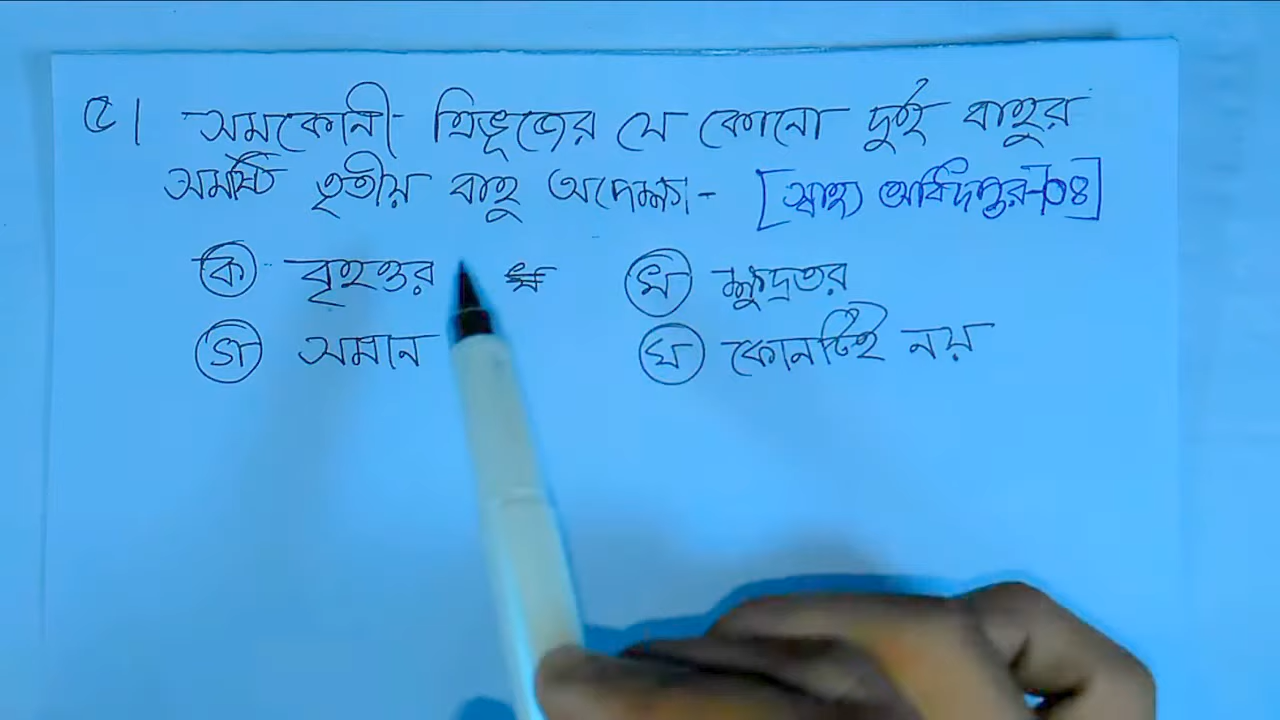 ৫। সমকোনী ত্রিভূজের যে কোনো দুই বাহুর
সমষ্টি তৃতীয় বাহু অপেক্ষা- [স্বাস্থ্য অধিদপ্তর-০৪]
ক বৃহত্তর খ ক্ষুদ্রতর
গ সমান ঘ কোনটিই নয়